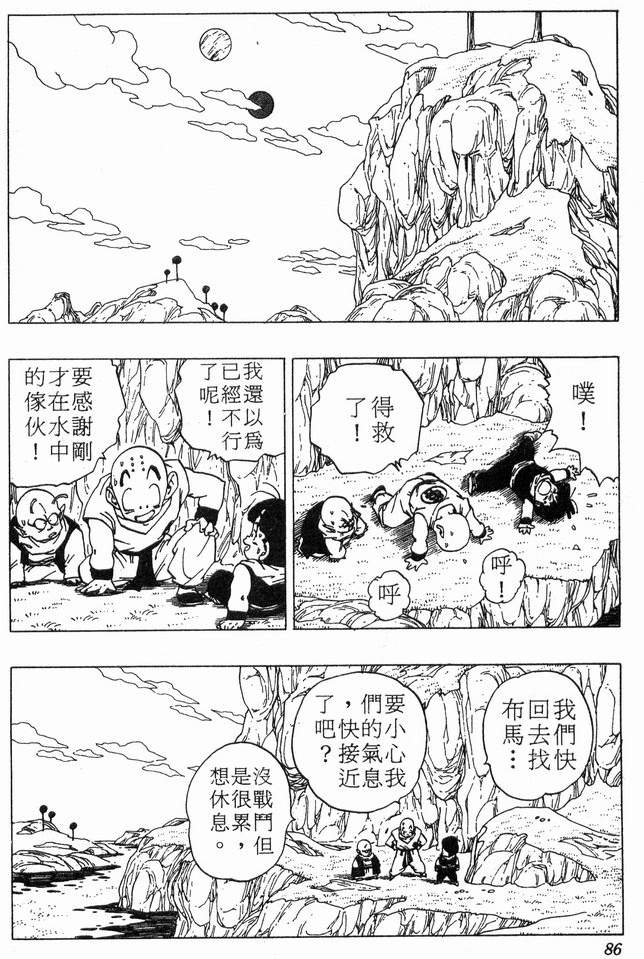 噗！
得救
了！
呼！
呼
我還以爲
已經不行
了呢！
要感謝剛
才在水中
的傢伙！
我們快
回去找
布馬…
要小心我
們的氣息
，快接近
了吧？
沒戰鬥但
是很累，
想休息。
86